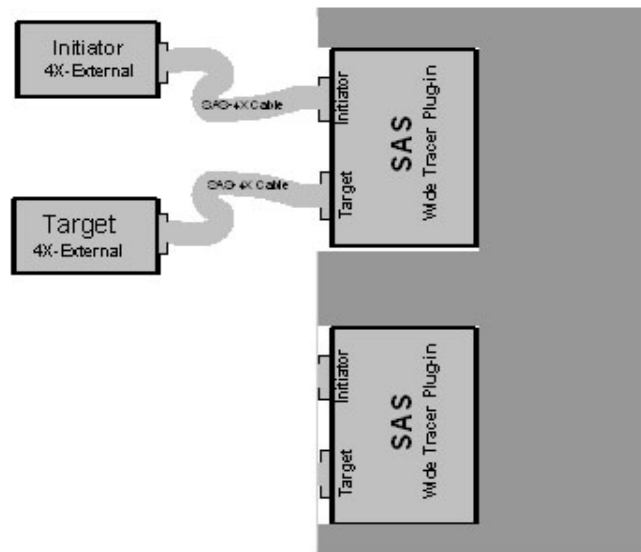 Initiator
4X-External
SAS-4X Cable
Initiator
SAS-4X Cable
Target
Target
4X-External
SAS
Wide Tracer Plug-in
Initiator
Target
SAS
Wide Tracer Plug-in